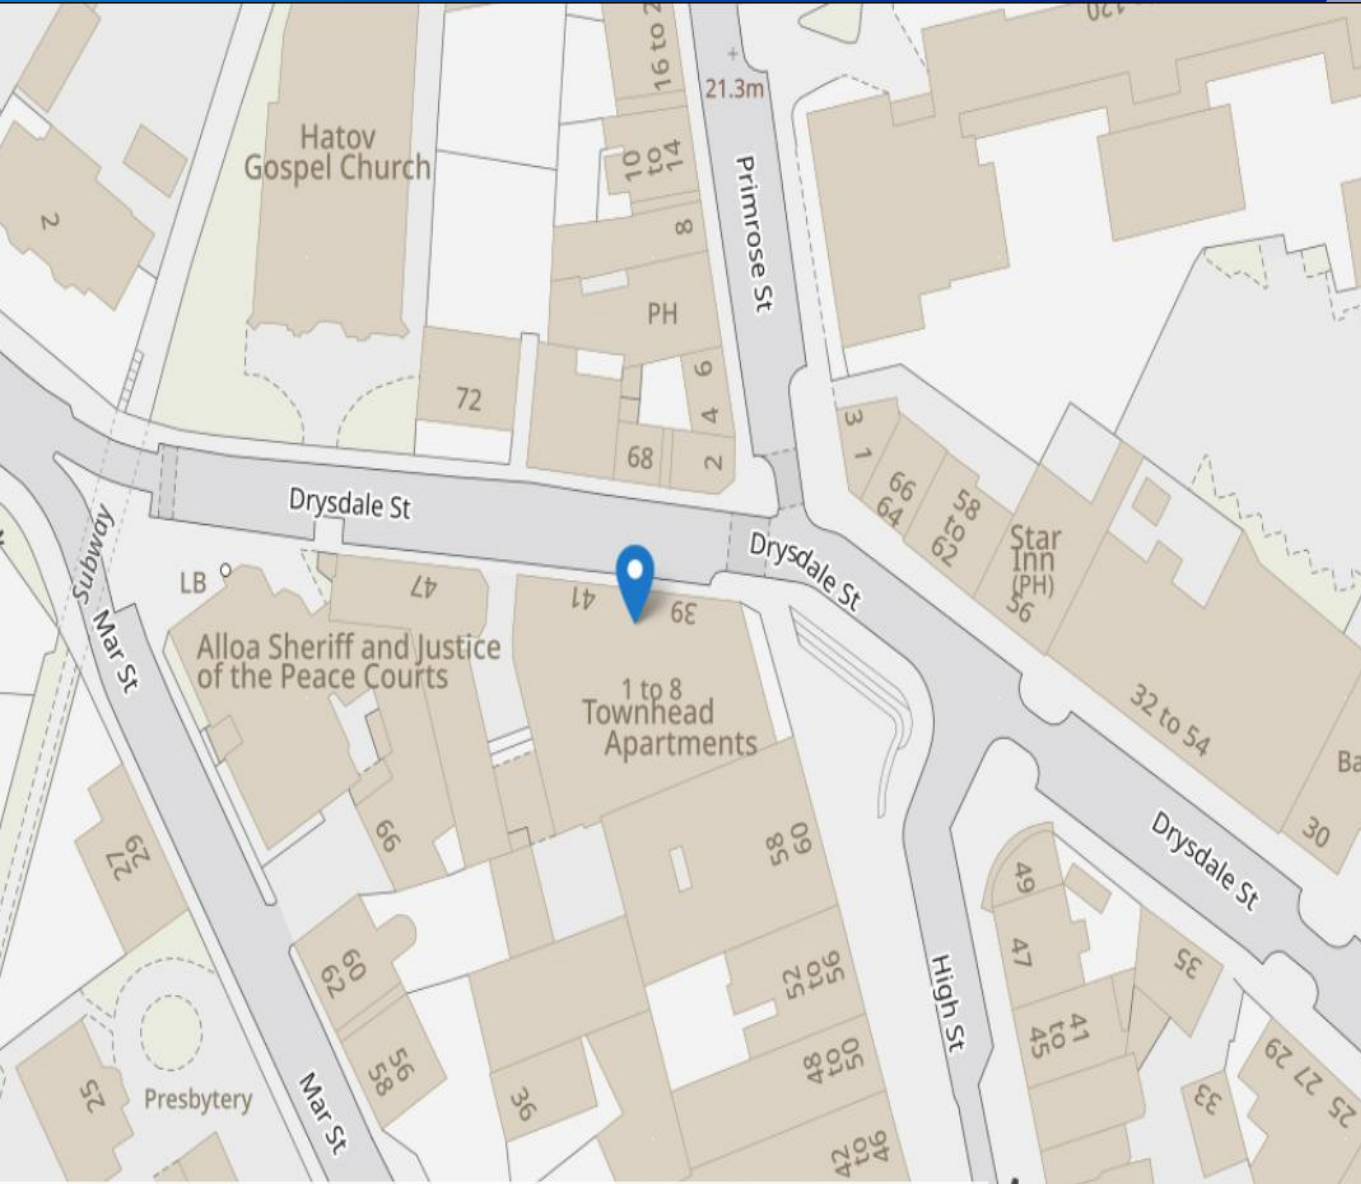 16 to 2
120
21.3m
Hatov
Gospel Church
10
to
14
Primrose St
2
8
PH
6
4
72
68
2
3
1
66
64
58
to
62
Star
Inn
(PH)
56
Drysdale St
Drysdale St
Subway
LB
47
41
39
Mar St
Alloa Sheriff and Justice
of the Peace Courts
1 to 8
Townhead
Apartments
32 to 54
Ba
30
58
60
66
29
27
Drysdale St
49
47
35
60
62
52
to
56
High St
41
to
45
48
to
50
56
58
36
29
27
25
33
25
Presbytery
Mar St
42
to
46